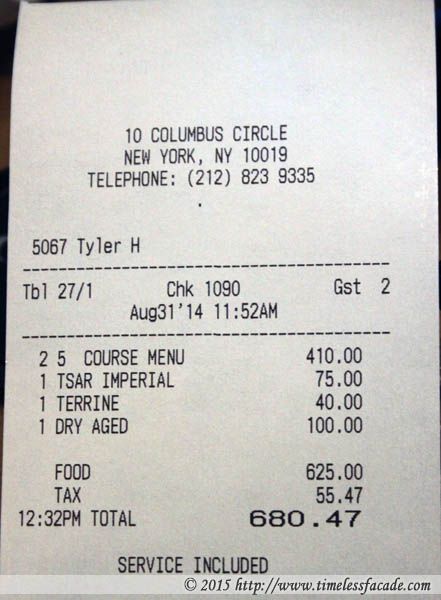 10 COLUMBUS CIRCLE
NEW YORK, NY 10019
TELEPHONE: (212) 823 9335
.
5067 Tyler H
Tbl 27/1 Chk 1090 Gst 2
Aug31'14 11:52AM
2 5 COURSE MENU 410.00
1 TSAR IMPERIAL 75.00
1 TERRINE 40.00
1 DRY AGED 100.00
FOOD 625.00
TAX 55.47
12:32PM TOTAL 680.47
SERVICE INCLUDED
© 2015 http://www.timelessfacade.com